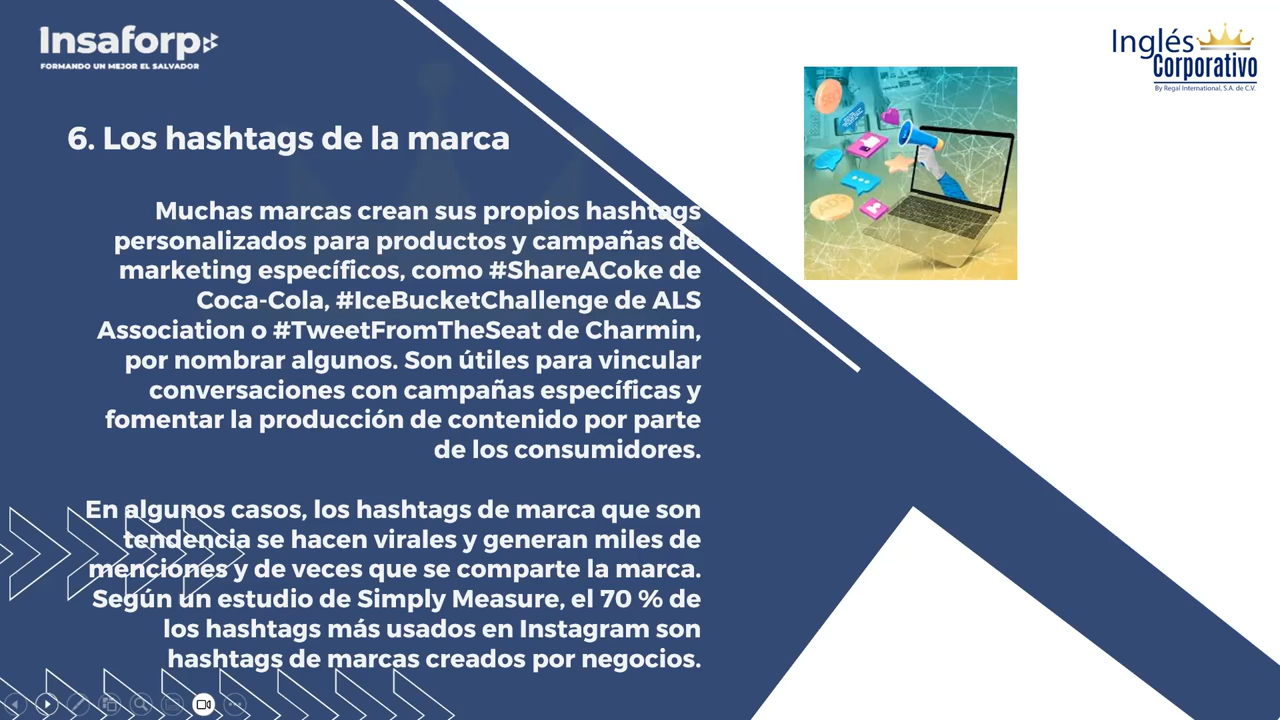 Insaforp
FORMANDO UN MEJOR EL SALVADOR
Inglés
Corporativo
By Regal International, S.A. de C.V.
6. Los hashtags de la marca
Muchas marcas crean sus propios hashtags
personalizados para productos y campañas de
marketing específicos, como #ShareACoke de
Coca-Cola, #IceBucketChallenge de ALS
Association o #TweetFromTheSeat de Charmin,
por nombrar algunos. Son útiles para vincular
conversaciones con campañas específicas y
fomentar la producción de contenido por parte
de los consumidores.
En algunos casos, los hashtags de marca que son
tendencia se hacen virales y generan miles de
menciones y de veces que se comparte la marca.
Según un estudio de Simply Measure, el 70 % de
los hashtags más usados en Instagram son
hashtags de marcas creados por negocios.
ADS